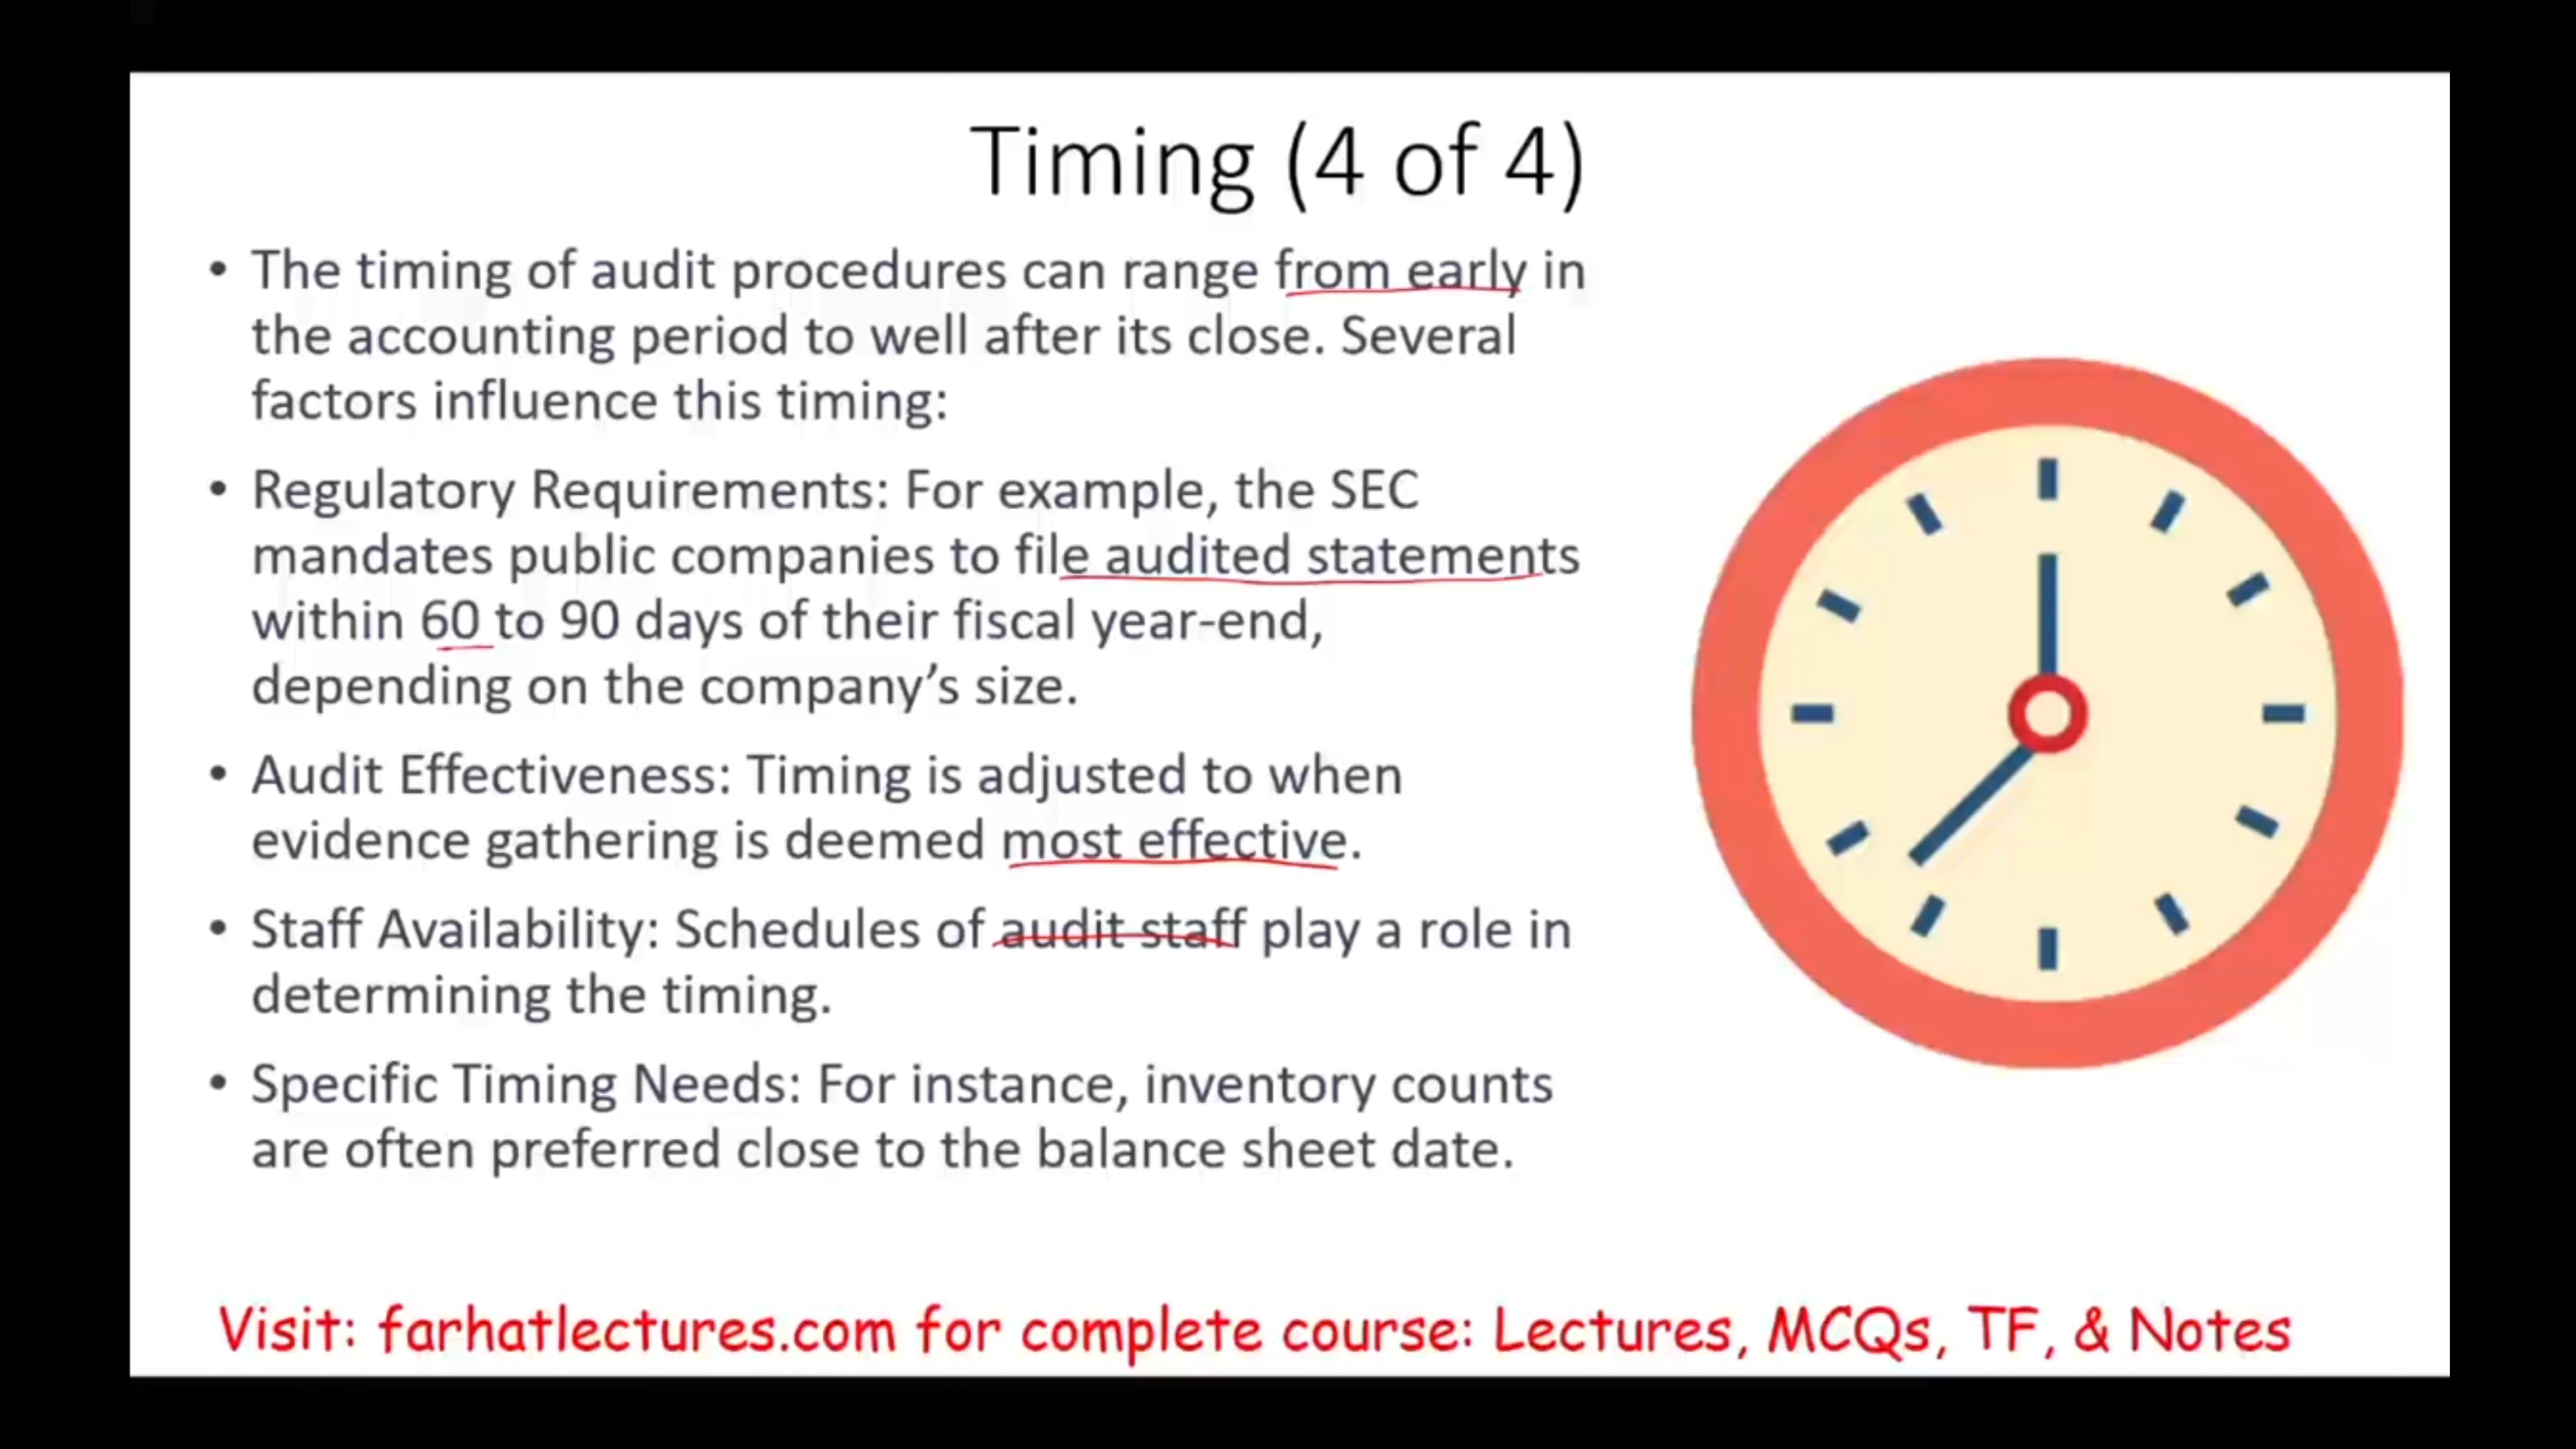 Timing (4 of 4)
• The timing of audit procedures can range from early in
the accounting period to well after its close. Several
factors influence this timing:
• Regulatory Requirements: For example, the SEC
mandates public companies to file audited statements
within 60 to 90 days of their fiscal year-end,
depending on the company’s size.
• Audit Effectiveness: Timing is adjusted to when
evidence gathering is deemed most effective.
• Staff Availability: Schedules of audit staff play a role in
determining the timing.
• Specific Timing Needs: For instance, inventory counts
are often preferred close to the balance sheet date.
Visit: farhatlectures.com for complete course: Lectures, MCQs, TF, & Notes